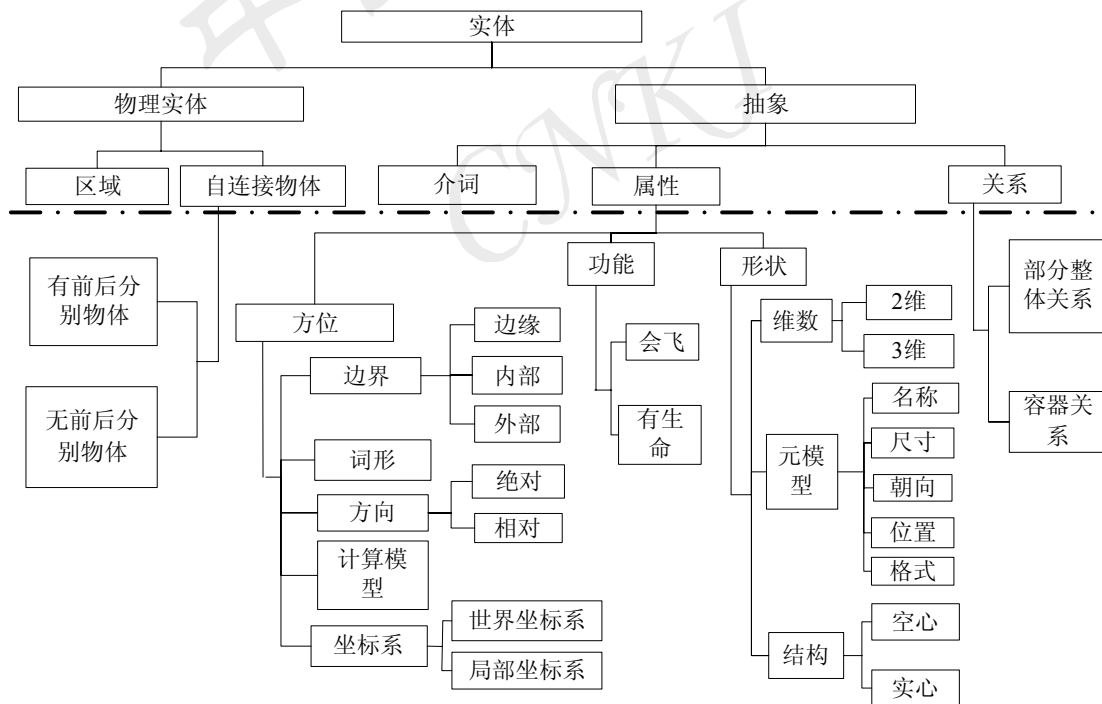 实体
物理实体
抽象
区域
自连接物体
介词
属性
关系
有前后分
别物体
无前后分
别物体
方位
功能
形状
边界
边缘
内部
外部
词形
方向
绝对
相对
计算模
型
坐标系
世界坐标系
局部坐标系
会飞
有生
命
维数
2维
3维
元模
型
名称
尺寸
朝向
位置
格式
结构
空心
实心
部分整
体关系
容器关
系
CNKI